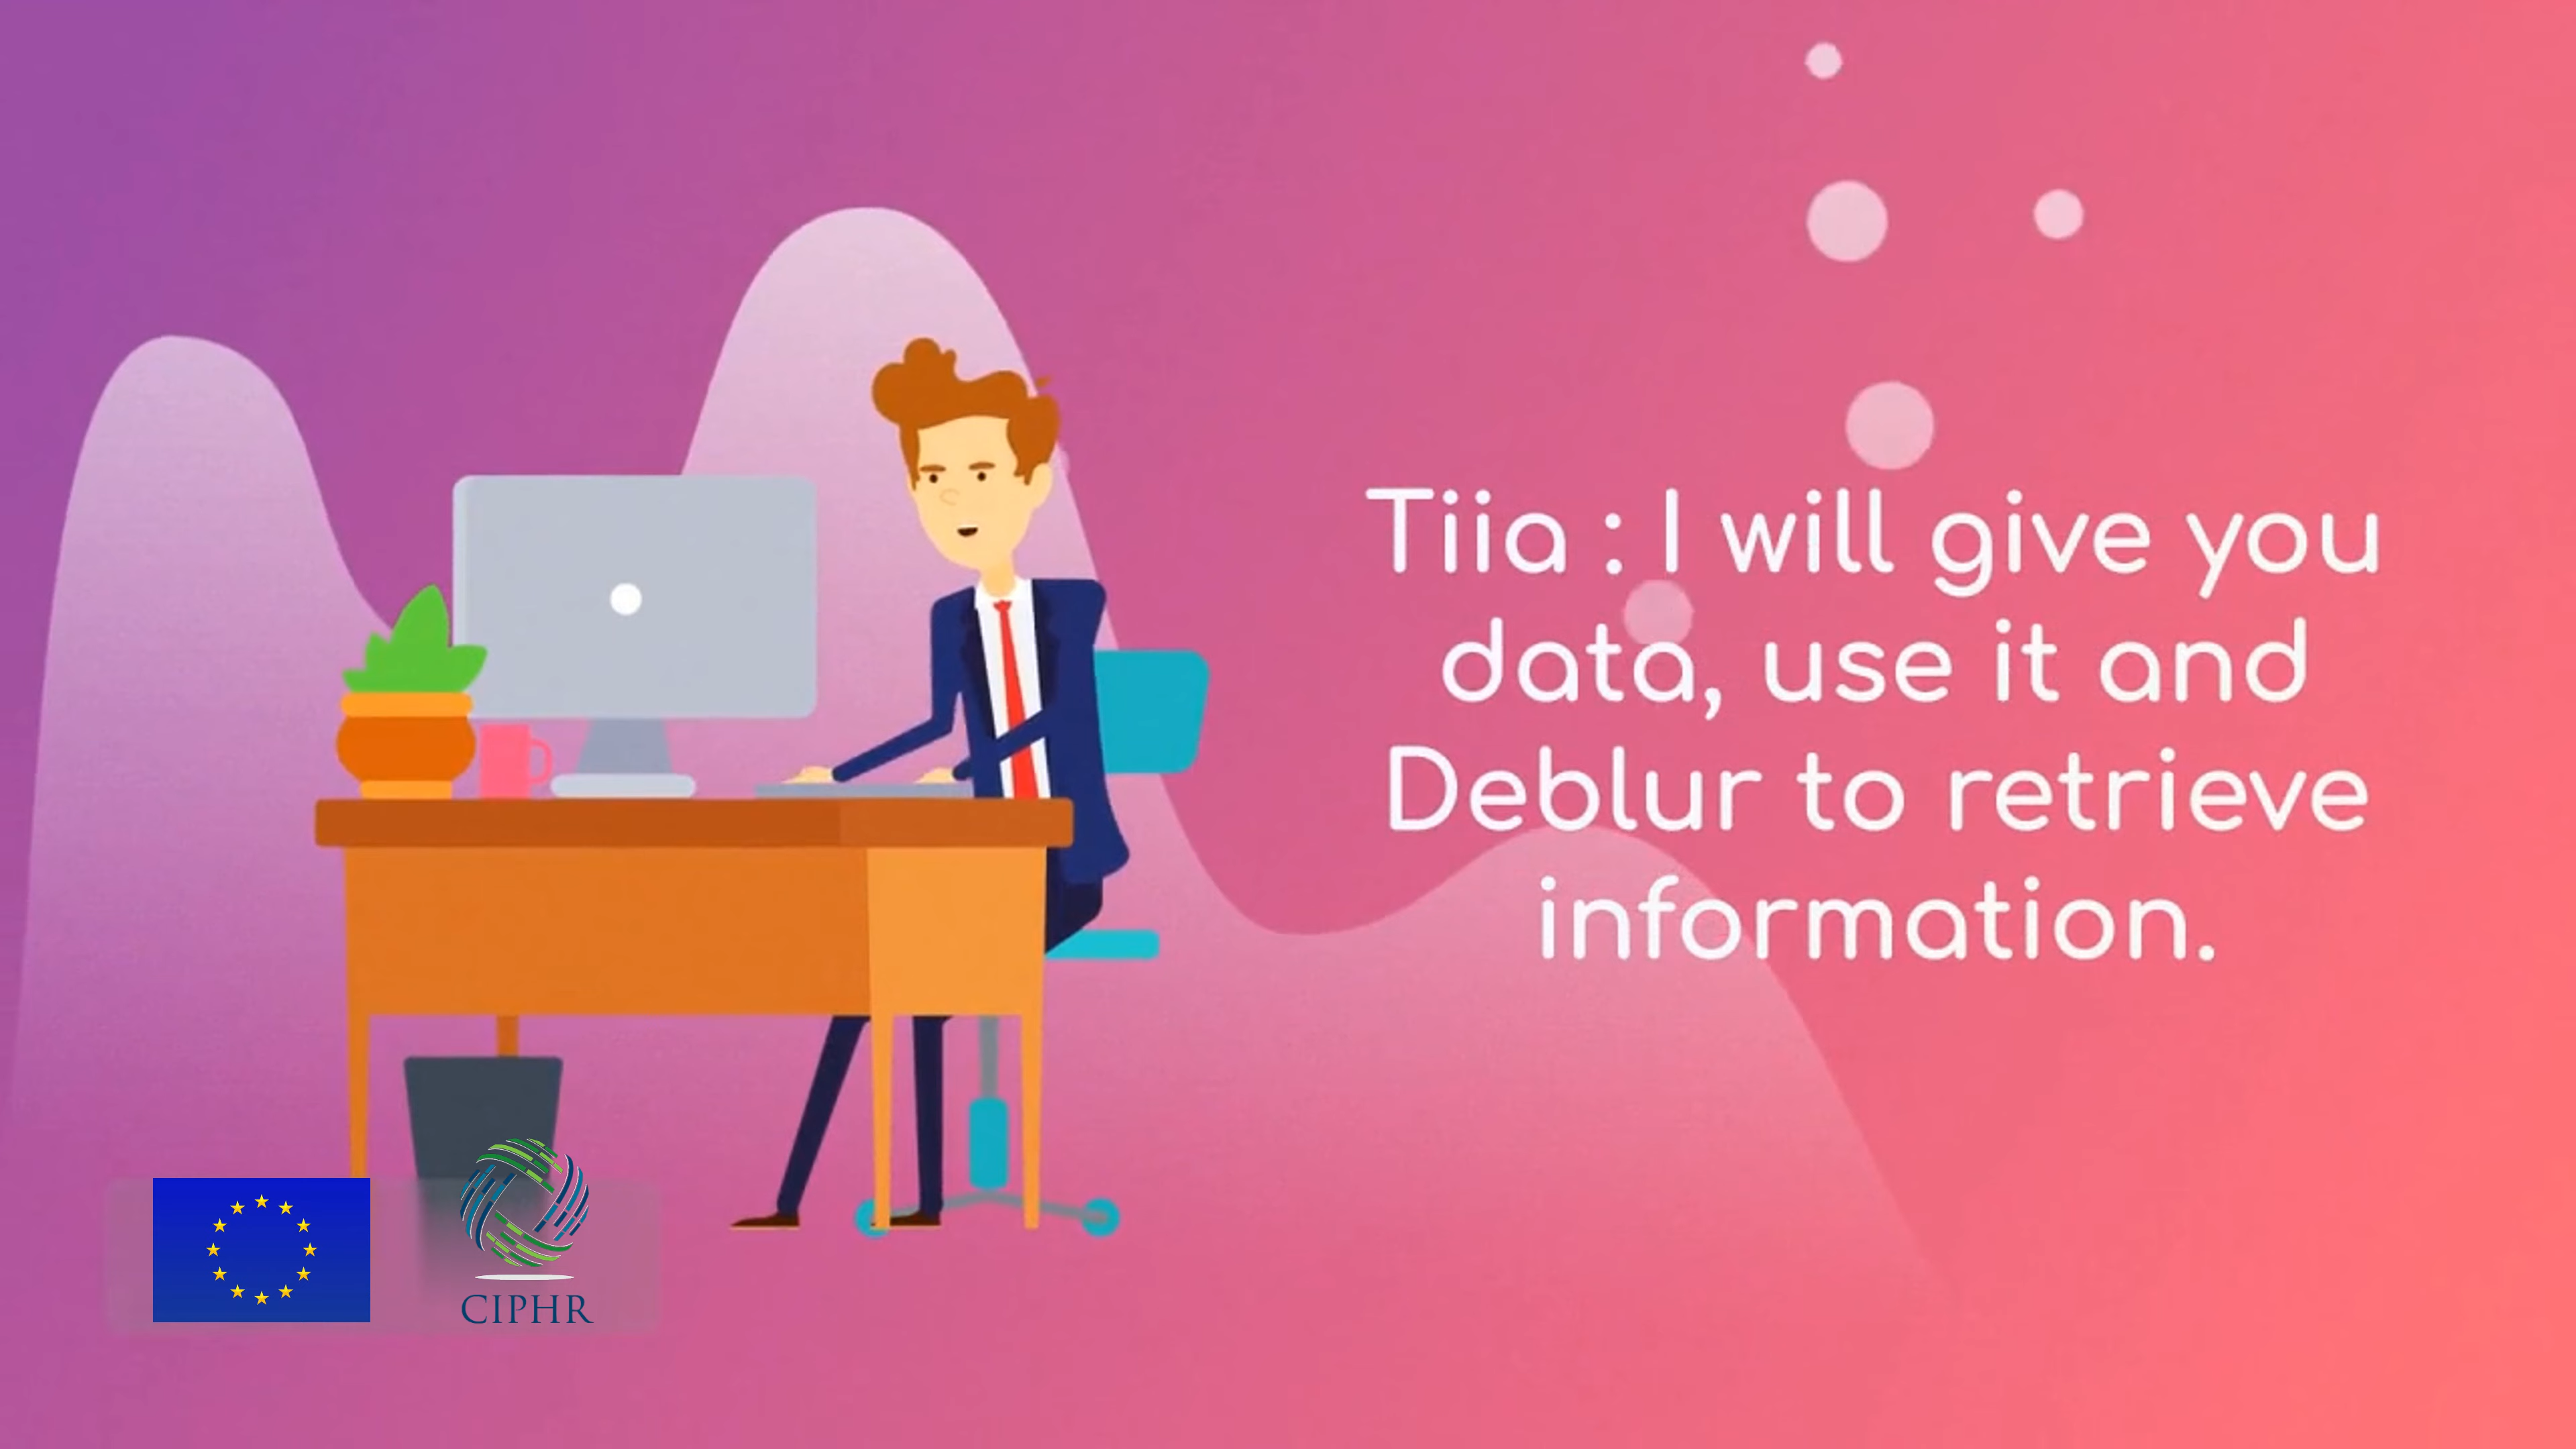 Tiia : I will give you
data, use it and
Deblur to retrieve
information.
CIPHR